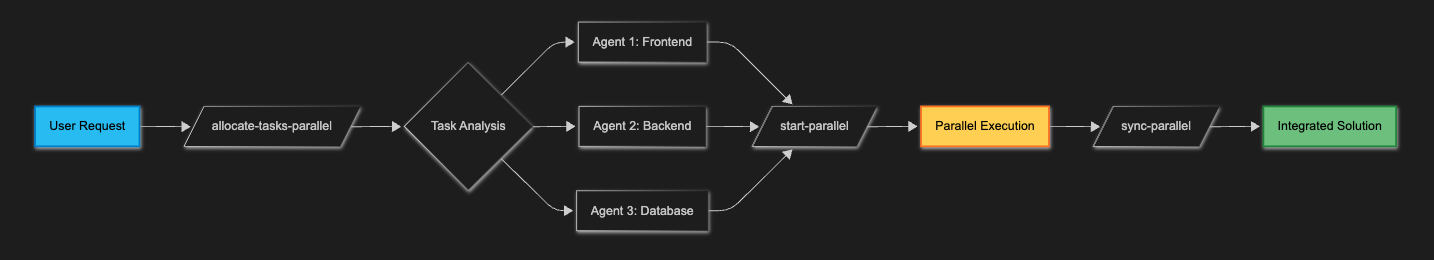 User Request
allocate-tasks-parallel
Task Analysis
Agent 1: Frontend
Agent 2: Backend
Agent 3: Database
start-parallel
Parallel Execution
sync-parallel
Integrated Solution